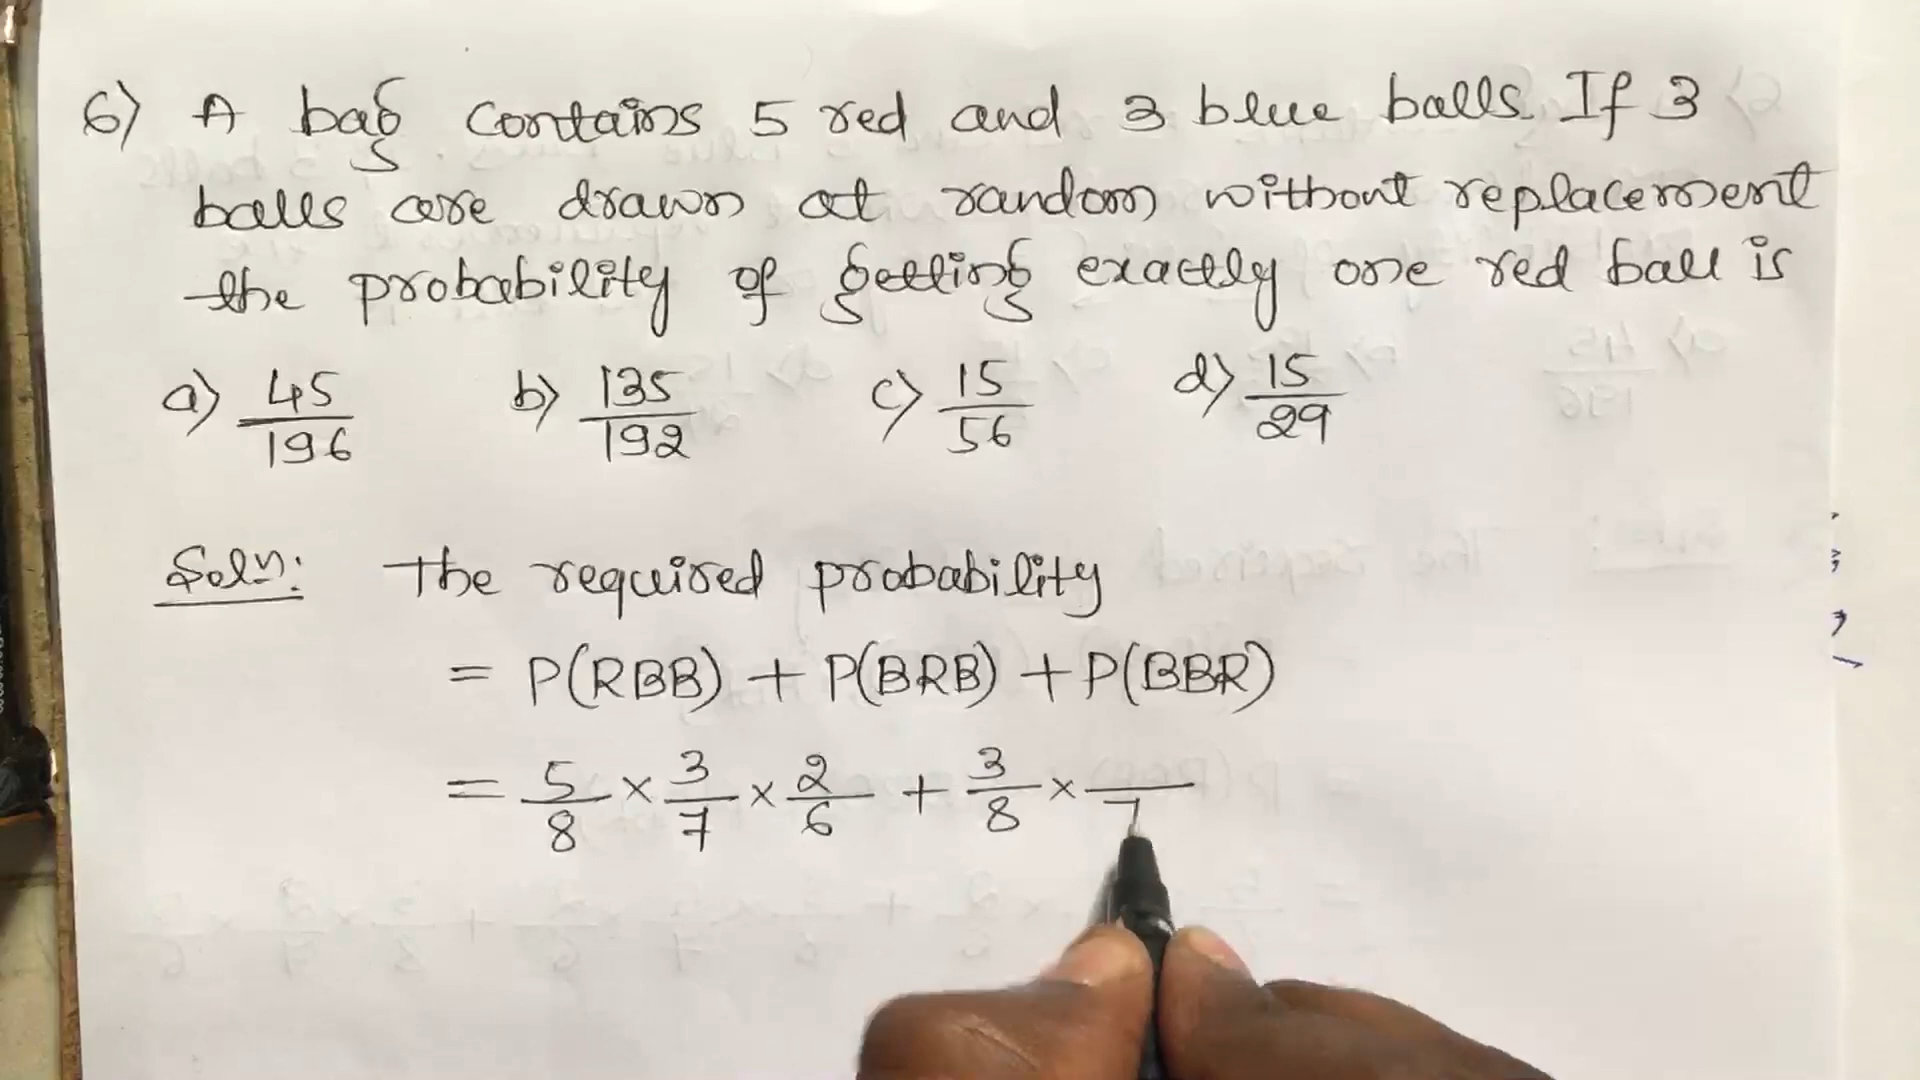 6) A bag contains 5 red and 3 blue balls. If 3
balls are drawn at random without replacement
the probability of getting exactly one red ball is
a) 45/196 b) 135/192 c) 15/56 d) 15/29
Soln: The required probability
= P(RBB) + P(BRB) + P(BBR)
= 5/8 × 3/7 × 2/6 + 3/8 × /7